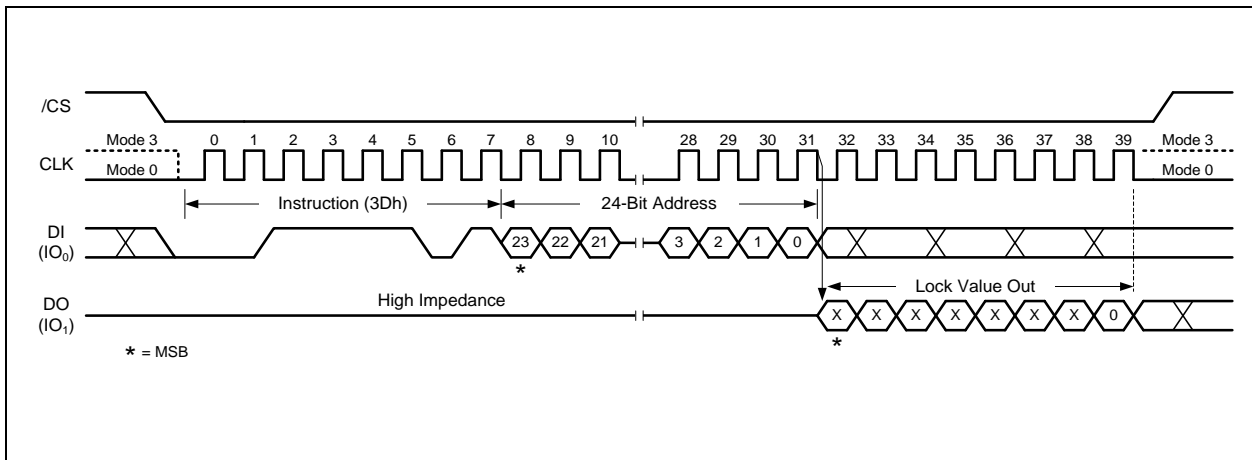 /CS
Mode 3 0 1 2 3 4 5 6 7 8 9 10 28 29 30 31 32 33 34 35 36 37 38 39 Mode 3
CLK Mode 0 Mode 0
Instruction (3Dh) 24-Bit Address
DI
(IO0) 23 22 21 3 2 1 0
*
Lock Value Out
High Impedance
DO
(IO1) X X X X X X X 0
*
* = MSB